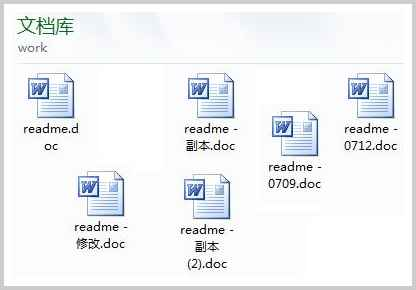 文档库
work
readme.d
oc
readme -
副本.doc
readme -
0709.doc
readme -
0712.doc
readme -
修改.doc
readme -
副本
(2).doc